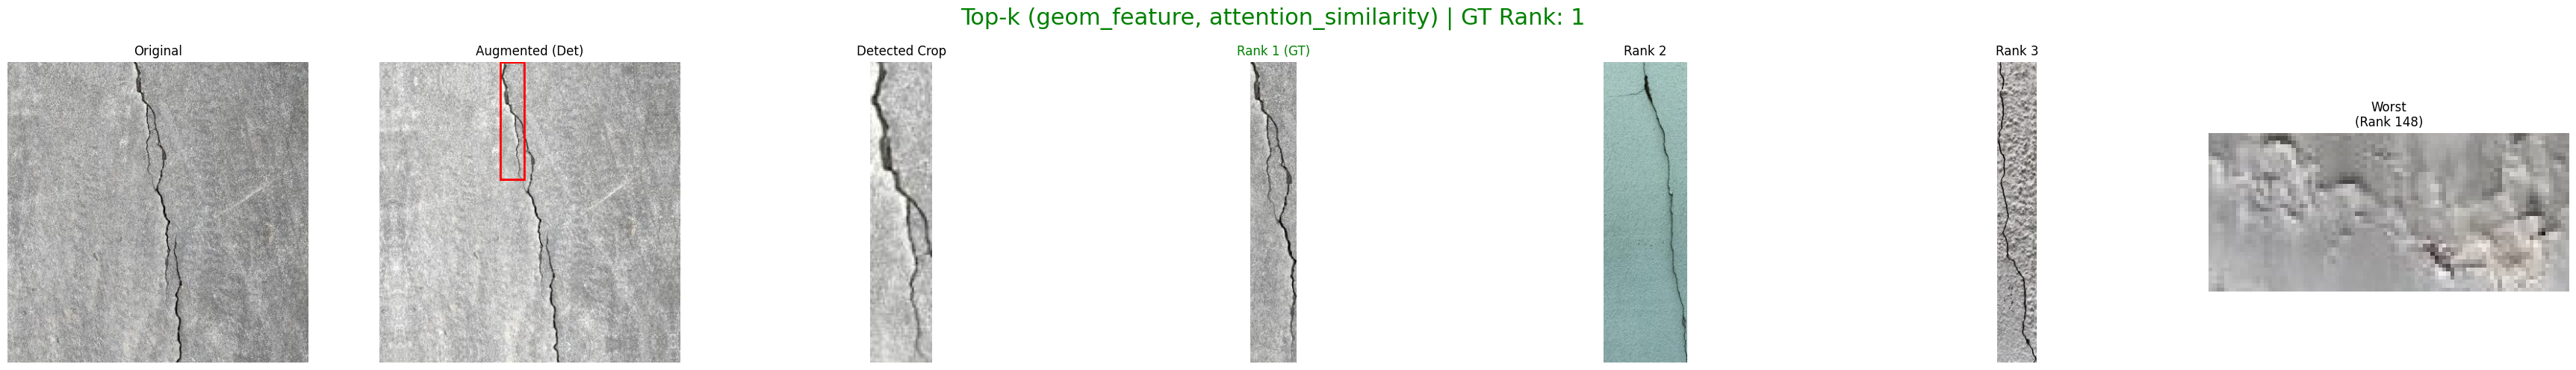 Top-k (geom_feature, attention_similarity) | GT Rank: 1
Original
Augmented (Det)
Detected Crop
Rank 1 (GT)
Rank 2
Rank 3
Worst
(Rank 148)